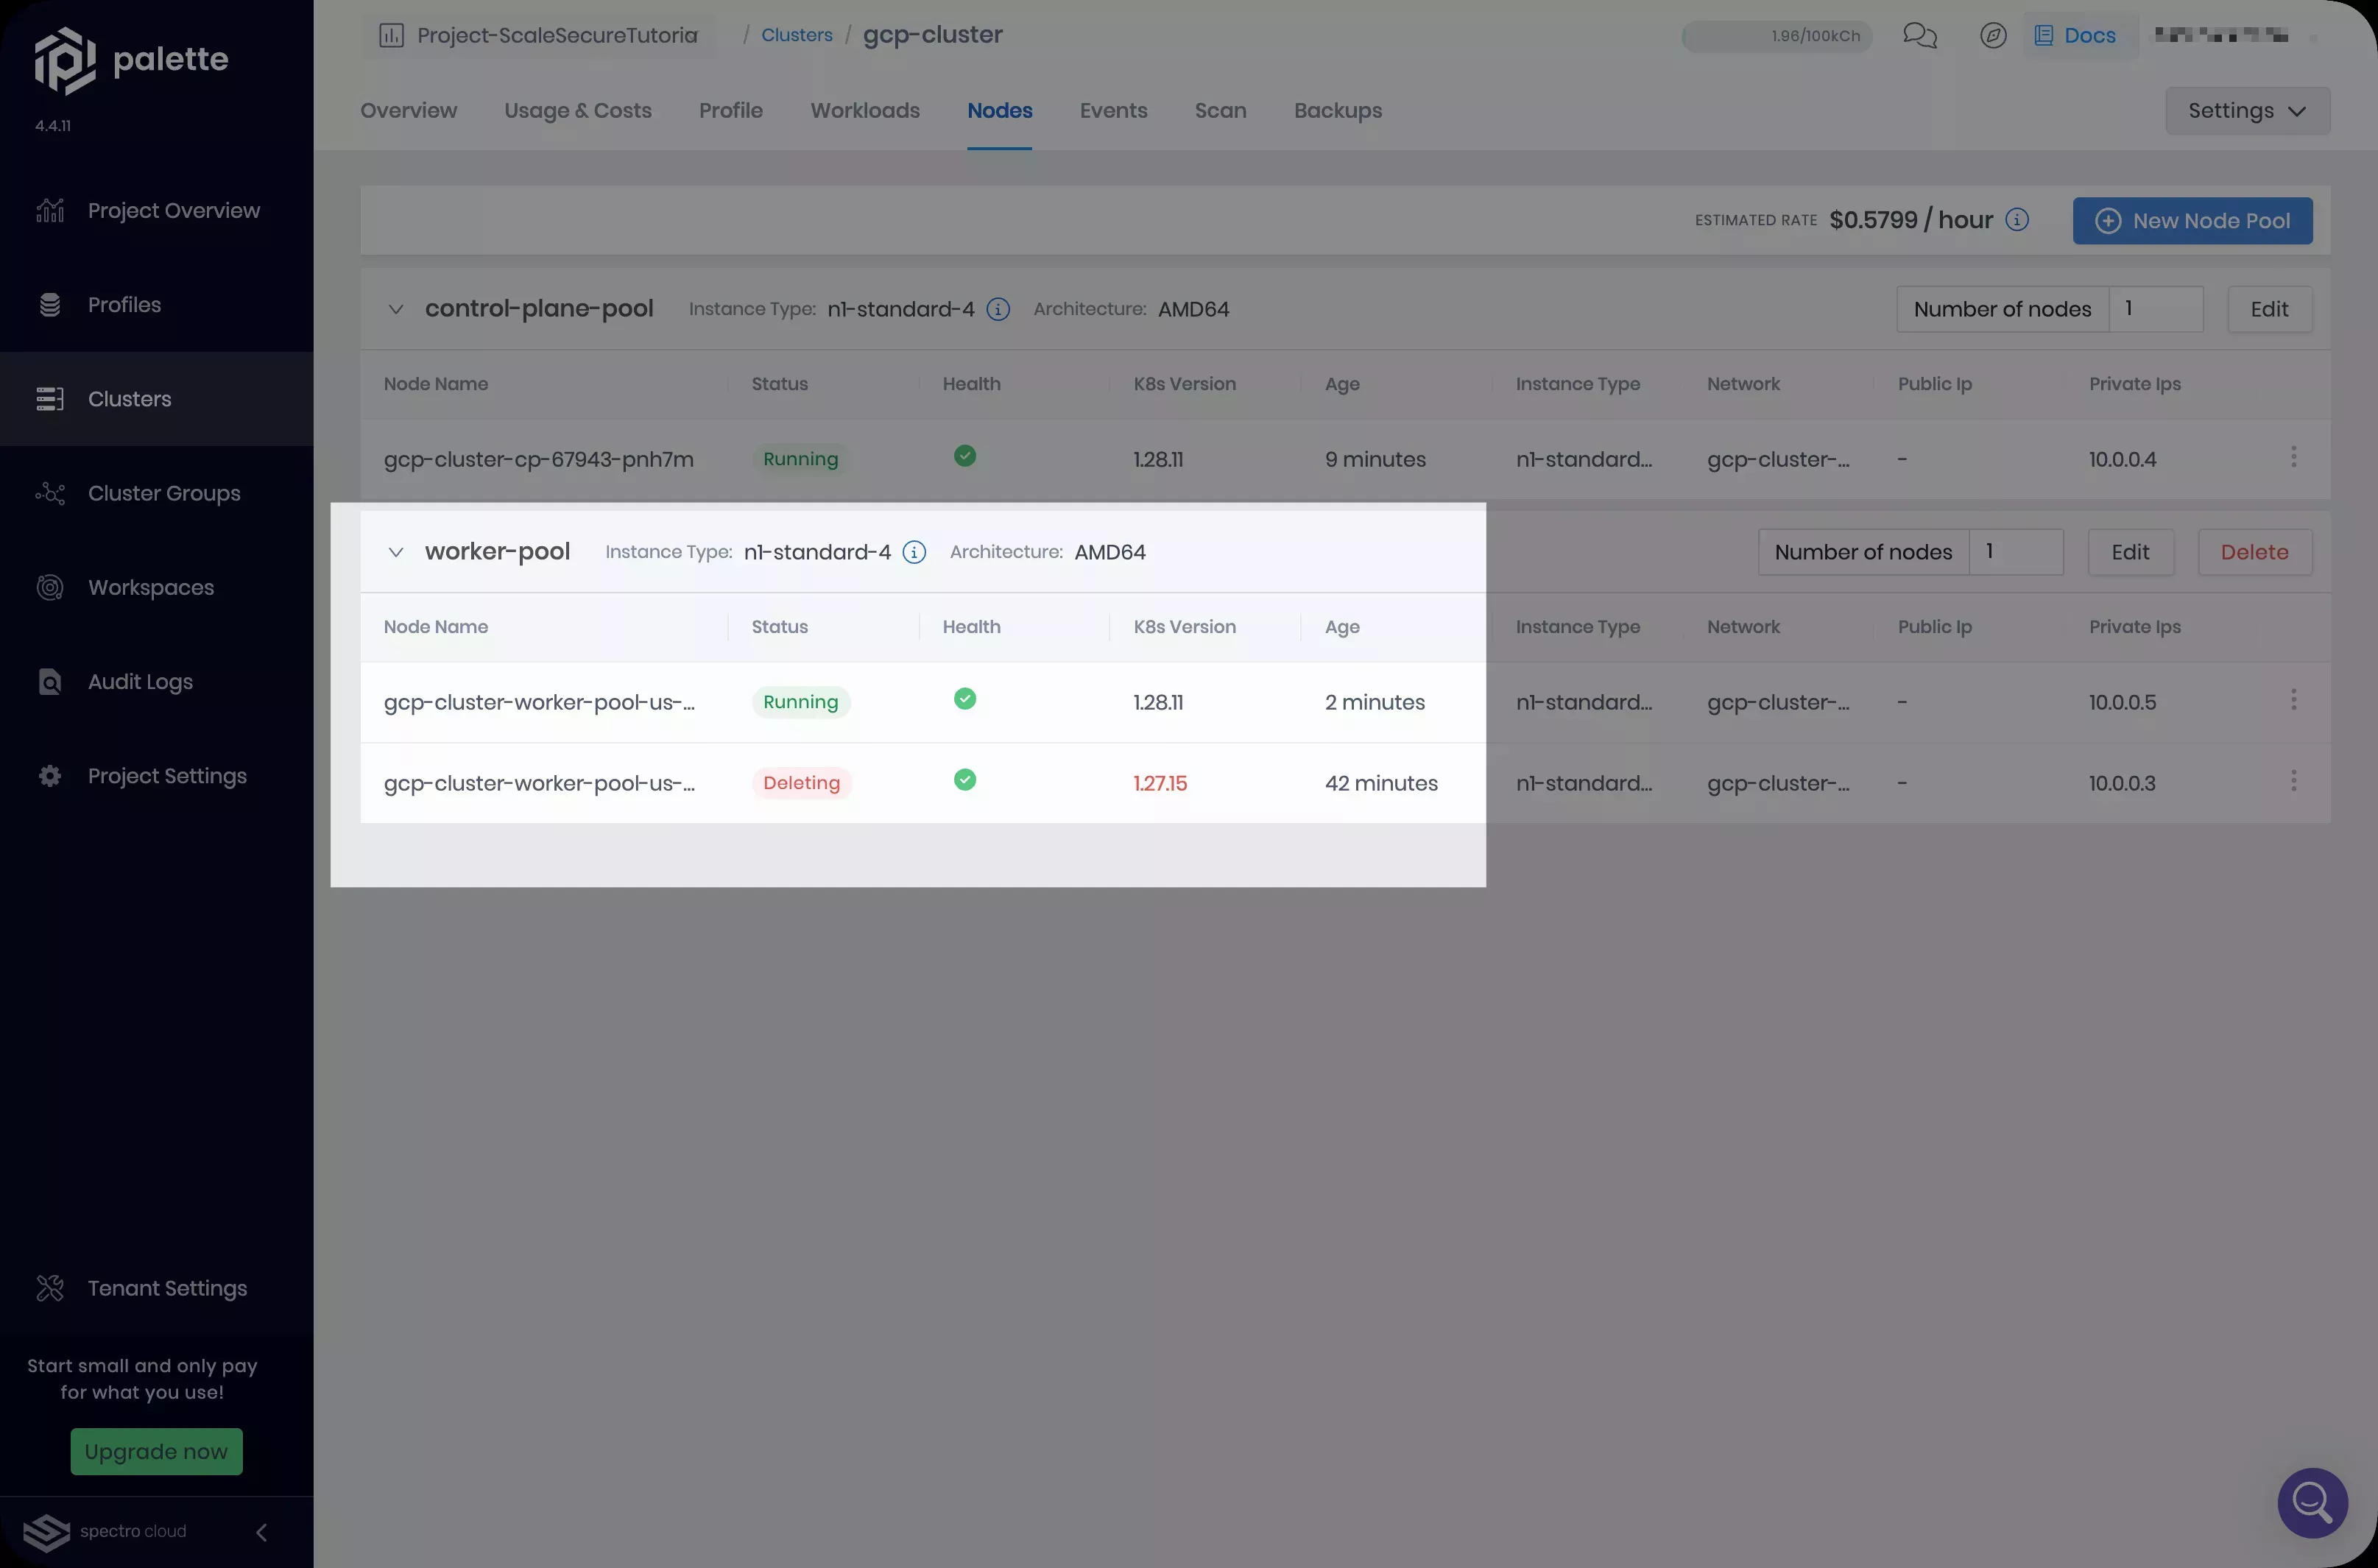 palette
4.4.11
Project Overview
Profiles
Clusters
Cluster Groups
Workspaces
Audit Logs
Project Settings
Tenant Settings
Start small and only pay
for what you use!
Upgrade now
spectro cloud
Project-ScaleSecureTutoria / Clusters / gcp-cluster
1.96/100kCh
Docs
Overview Usage & Costs Profile Workloads Nodes Events Scan Backups
Settings
ESTIMATED RATE $0.5799 / hour
New Node Pool
control-plane-pool Instance Type: n1-standard-4 Architecture: AMD64 Number of nodes 1 Edit
Node Name Status Health K8s Version Age Instance Type Network Public Ip Private Ips
gcp-cluster-cp-67943-pnh7m Running 1.28.11 9 minutes n1-standard... gcp-cluster-... - 10.0.0.4
worker-pool Instance Type: n1-standard-4 Architecture: AMD64 Number of nodes 1 Edit Delete
Node Name Status Health K8s Version Age Instance Type Network Public Ip Private Ips
gcp-cluster-worker-pool-us-... Running 1.28.11 2 minutes n1-standard... gcp-cluster-... - 10.0.0.5
gcp-cluster-worker-pool-us-... Deleting 1.27.15 42 minutes n1-standard... gcp-cluster-... - 10.0.0.3